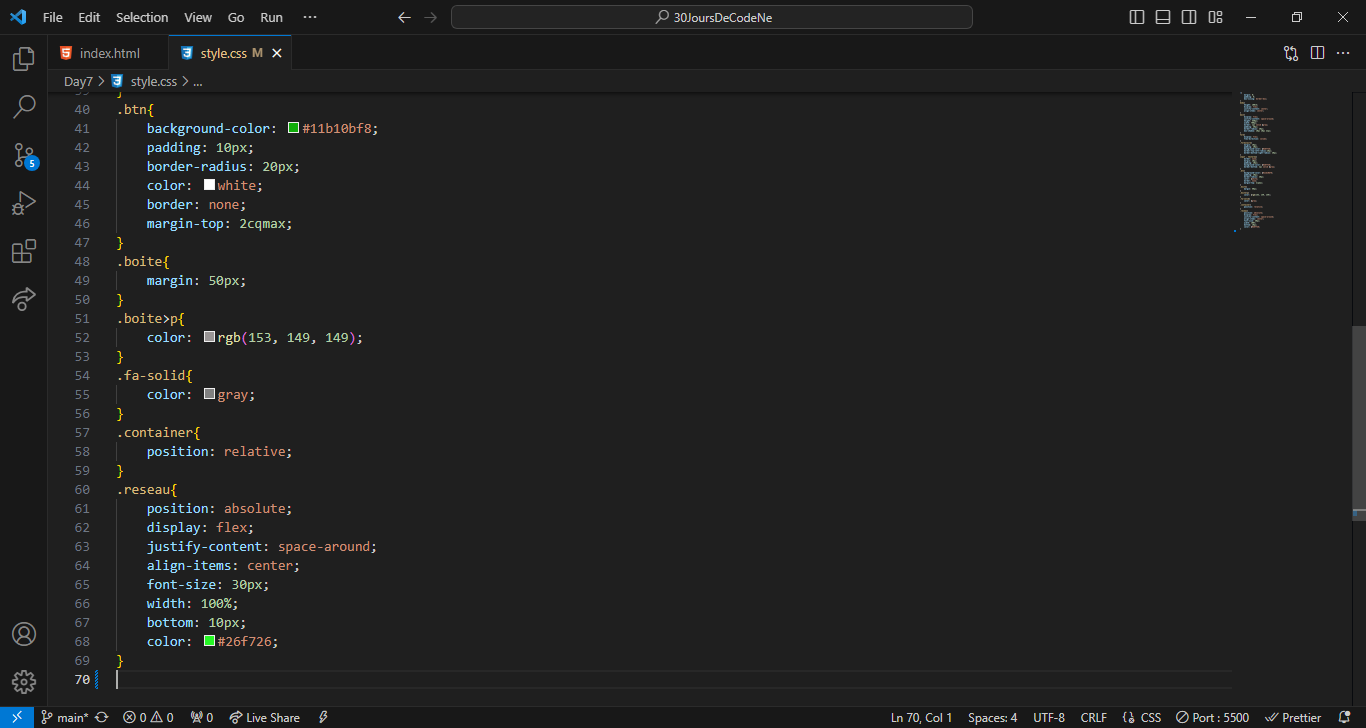 File Edit Selection View Go Run ··· 30JoursDeCodeNe
index.html style.css M
Day7 > style.css > ...
40 .btn{
41 background-color: #11b10bf8;
42 padding: 10px;
43 border-radius: 20px;
44 color: white;
45 border: none;
46 margin-top: 2cqmax;
47 }
48 .boite{
49 margin: 50px;
50 }
51 .boite>p{
52 color: rgb(153, 149, 149);
53 }
54 .fa-solid{
55 color: gray;
56 }
57 .container{
58 position: relative;
59 }
60 .reseau{
61 position: absolute;
62 display: flex;
63 justify-content: space-around;
64 align-items: center;
65 font-size: 30px;
66 width: 100%;
67 bottom: 10px;
68 color: #26f726;
69 }
70
5
main* 0 0 0 Live Share Ln 70, Col 1 Spaces: 4 UTF-8 CRLF CSS Port : 5500 Prettier